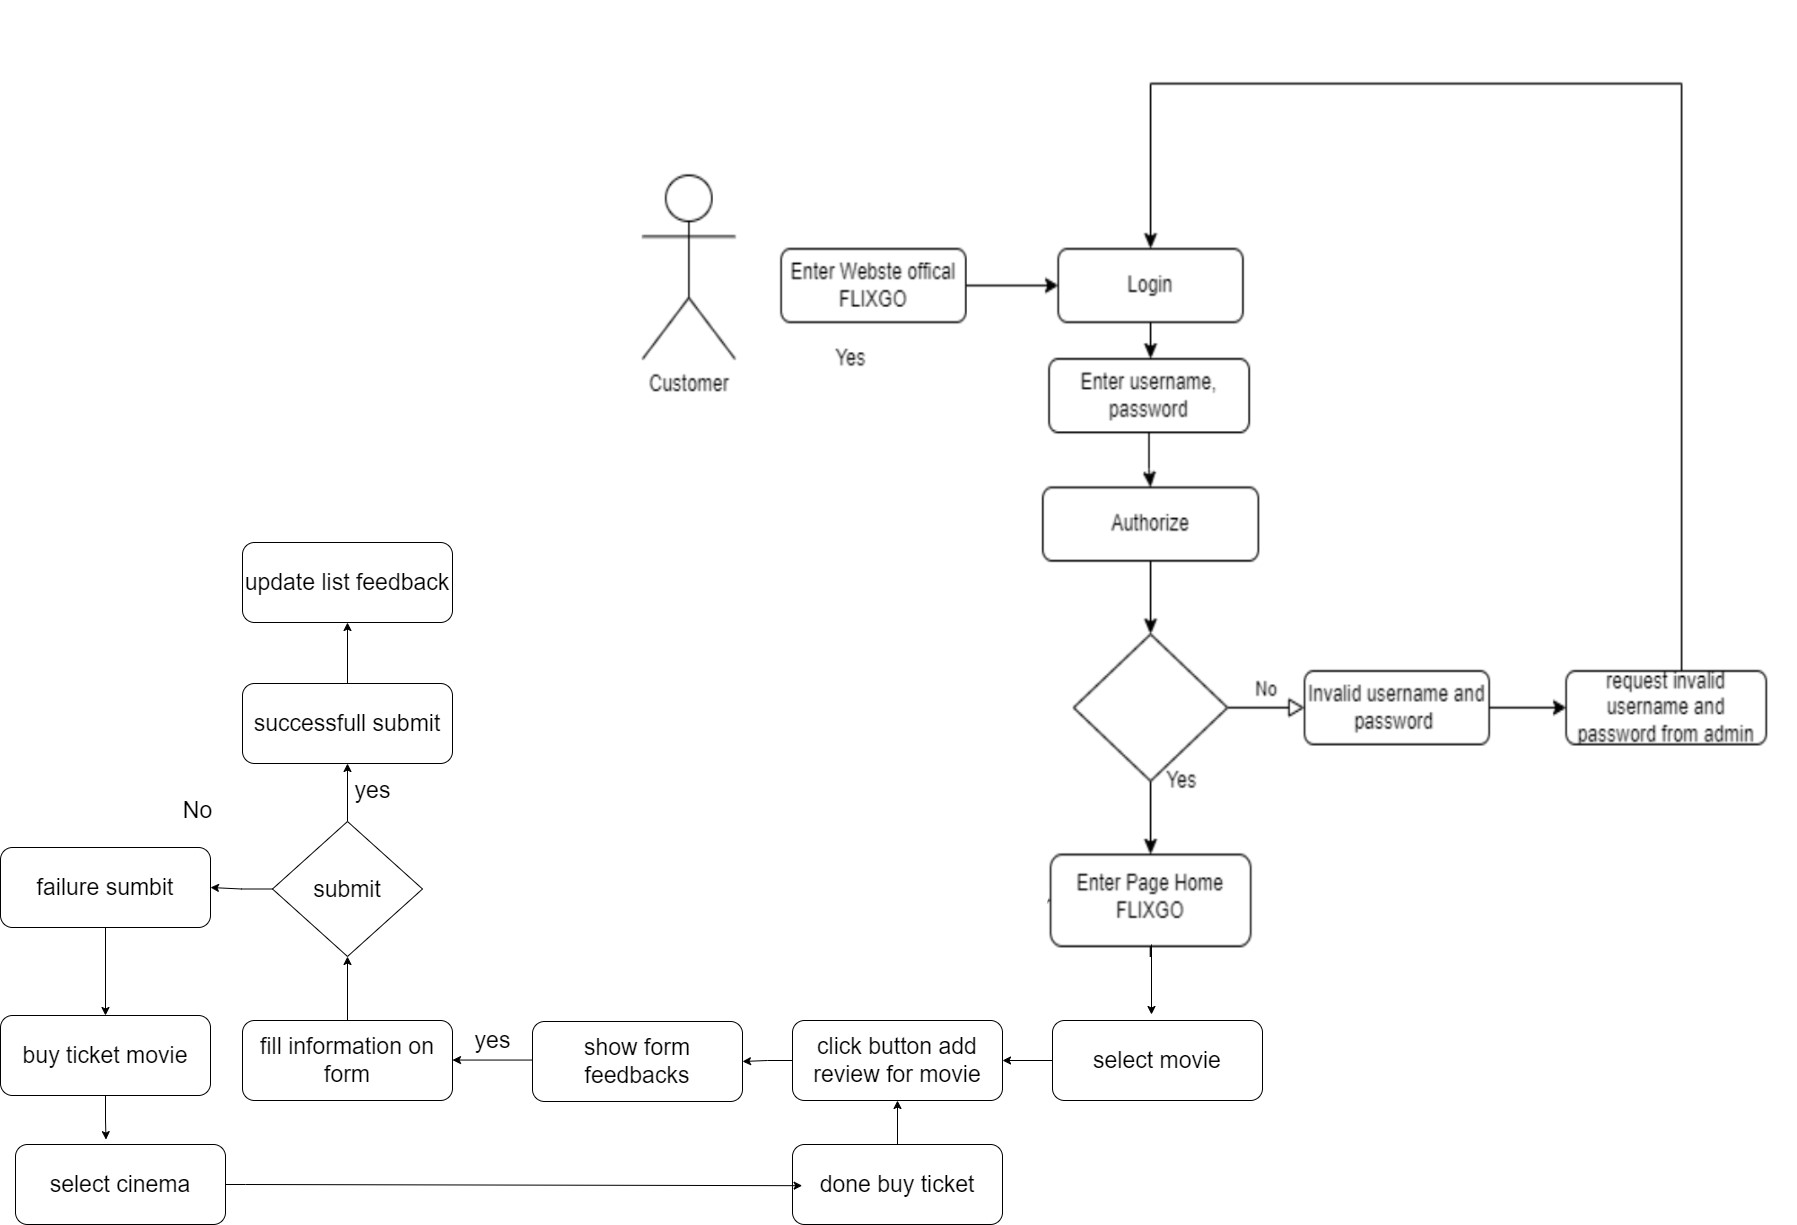 Enter Webste offical
FLIXGO
Login
Yes
Customer
Enter username,
password
Authorize
No
Invalid username and
password
request invalid
username and
password from admin
Yes
Enter Page Home
FLIXGO
select movie
click button add
review for movie
show form
feedbacks
yes
fill information on
form
submit
yes
successfull submit
update list feedback
No
failure sumbit
buy ticket movie
select cinema
done buy ticket